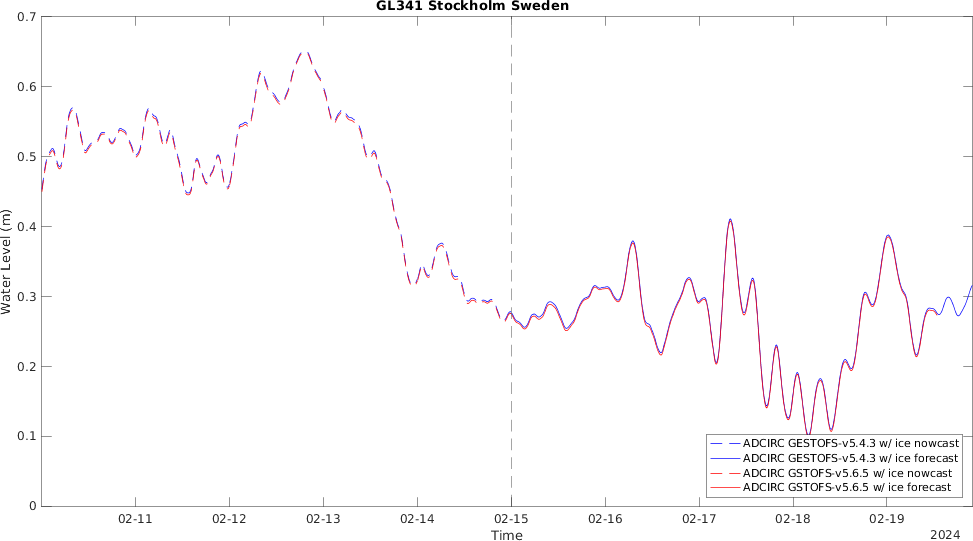 GL341 Stockholm Sweden
0.7
0.6
0.5
0.4
0.3
0.2
0.1
0
Water Level (m)
02-11
02-12
02-13
02-14
02-15
02-16
02-17
02-18
02-19
Time
2024
ADCIRC GESTOFS-v5.4.3 w/ ice nowcast
ADCIRC GESTOFS-v5.4.3 w/ ice forecast
ADCIRC GSTOFS-v5.6.5 w/ ice nowcast
ADCIRC GSTOFS-v5.6.5 w/ ice forecast